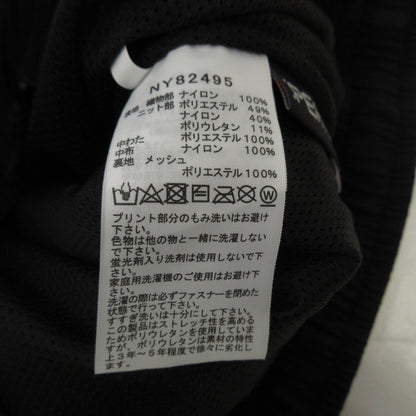 NY82495
表地 織物部 ナイロン 100%
ニット部 ポリエステル 49%
ナイロン 40%
ポリウレタン 11%
中わた ポリエステル 100%
中布 ナイロン 100%
裏地 メッシュ
ポリエステル100%
プリント部分のもみ洗いはお避け
下さい。
色物は他の物と一緒に洗濯しない
で下さい。
蛍光剤入り洗剤は使用しないで
下さい。
家庭用洗濯機のご使用はお避け下
さい。
洗濯の際は必ずファスナーを閉めた
状態で行って下さい。
すすぎ洗いは十分にして下さい。
この製品はストレッチ性を高める
ためポリウレタンを使用していま
すが、ポリウレタンは素材の特性
上3年〜5年程度で徐々に劣化し
ます。